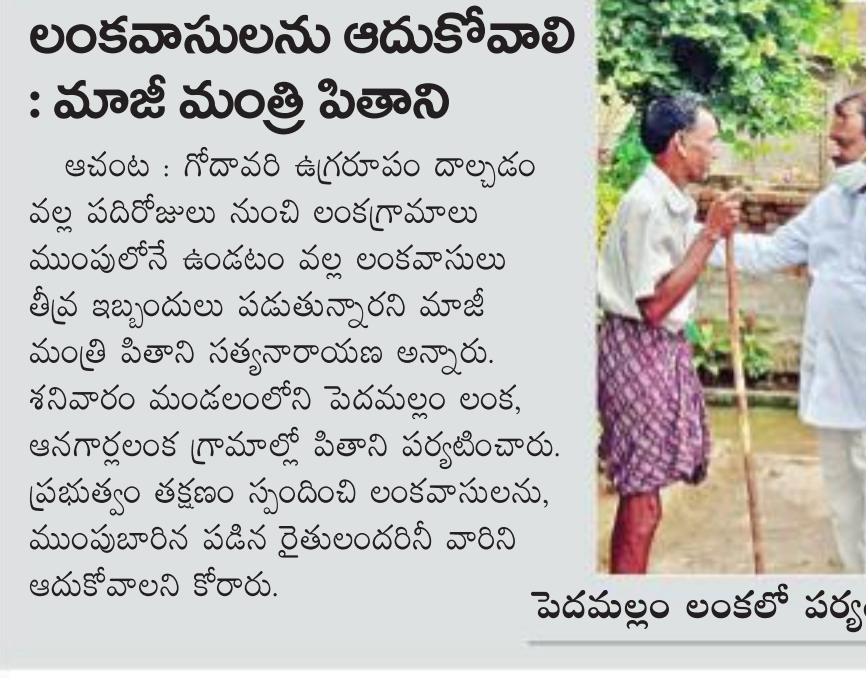 లంకవాసులను ఆదుకోవాలి
: మాజీ మంత్రి పితాని
ఆచంట : గోదావరి ఉగ్రరూపం దాల్చడం
వల్ల పదిరోజులు నుంచి లంకగ్రామాలు
ముంపులోనే ఉండటం వల్ల లంకవాసులు
తీవ్ర ఇబ్బందులు పడుతున్నారని మాజీ
మంత్రి పితాని సత్యనారాయణ అన్నారు.
శనివారం మండలంలోని పెదమల్లం లంక,
ఆనగార్లలంక గ్రామాల్లో పితాని పర్యటించారు.
ప్రభుత్వం తక్షణం స్పందించి లంకవాసులను,
ముంపుబారిన పడిన రైతులందరినీ వారిని
ఆదుకోవాలని కోరారు.
పెదమల్లం లంకలో